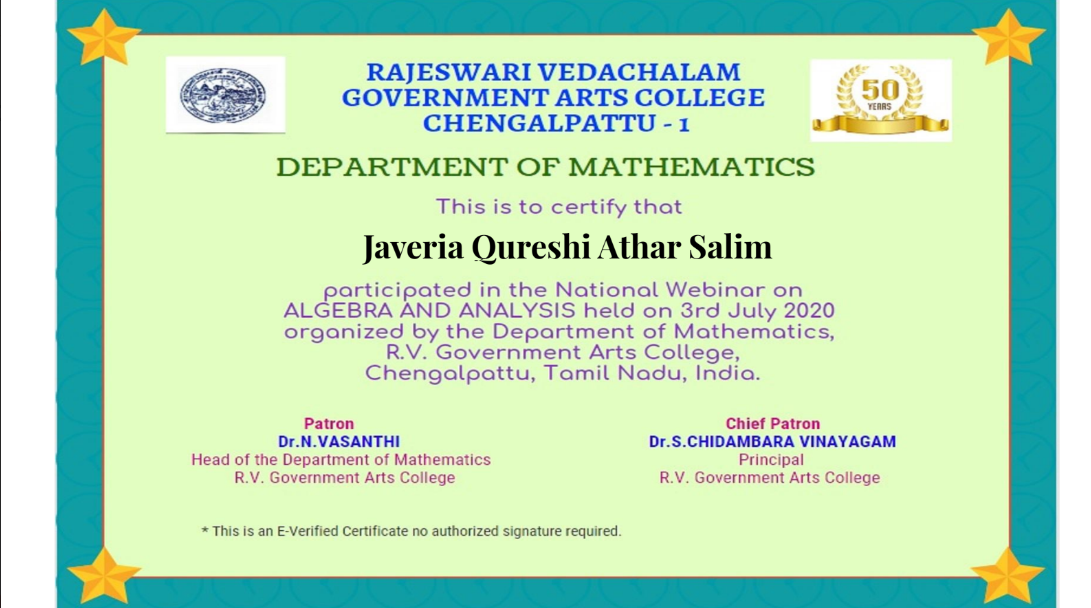 RAJESWARI VEDACHALAM
GOVERNMENT ARTS COLLEGE
CHENGALPATTU - 1
50
YEARS
DEPARTMENT OF MATHEMATICS
This is to certify that
Javeria Qureshi Athar Salim
participated in the National Webinar on
ALGEBRA AND ANALYSIS held on 3rd July 2020
organized by the Department of Mathematics,
R.V. Government Arts College,
Chengalpattu, Tamil Nadu, India.
Patron
Dr.N.VASANTHI
Head of the Department of Mathematics
R.V. Government Arts College
Chief Patron
Dr.S.CHIDAMBARA VINAYAGAM
Principal
R.V. Government Arts College
* This is an E-Verified Certificate no authorized signature required.